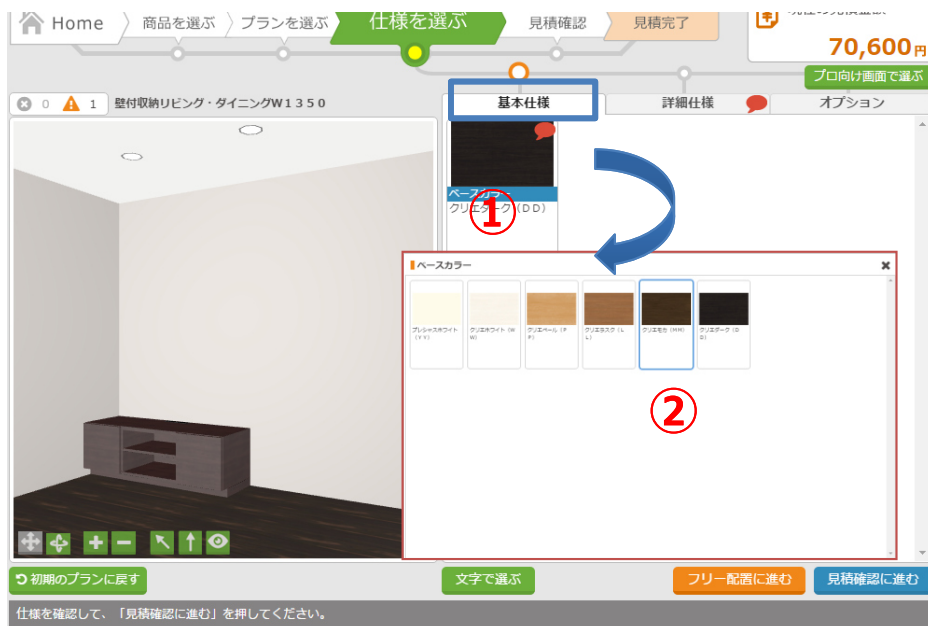 Home
商品を選ぶ
プランを選ぶ
仕様を選ぶ
見積確認
見積完了
70,600円
プロ向け画面で選ぶ
0
1
壁付収納リビング・ダイニングW1350
基本仕様
詳細仕様
オプション
ベースカラー
クリエダーク(DD)
①
ベースカラー
プレシャスホワイト(YY)
クリエホワイト(WW)
クリエペール(PP)
クリエラスク(LL)
クリエモカ(MM)
クリエダーク(DD)
②
初期のプランに戻す
文字で選ぶ
フリー配置に進む
見積確認に進む
仕様を確認して、「見積確認に進む」を押してください。